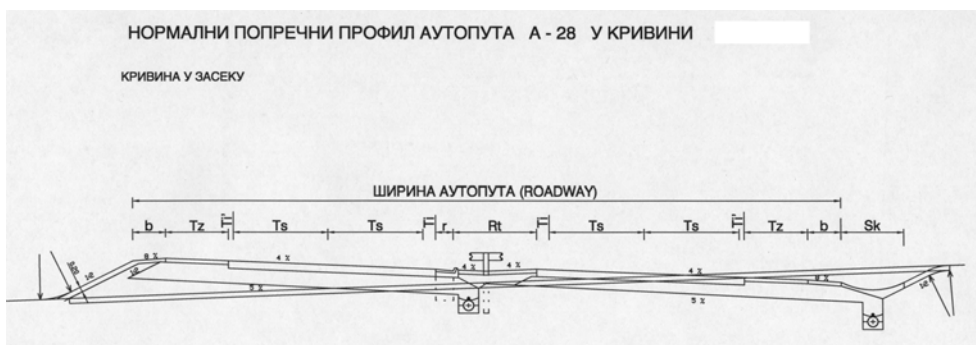 НОРМАЛНИ ПОПРЕЧНИ ПРОФИЛ АУТОПУТА А - 28 У КРИВИНИ
КРИВИНА У ЗАСЕКУ
ШИРИНА АУТОПУТА (ROADWAY)
b Tz Ts Ts r Rt Ts Ts Tz b Sk
8 % 4 % 4 % 4 % 4 % 8 %
5 % 5 %